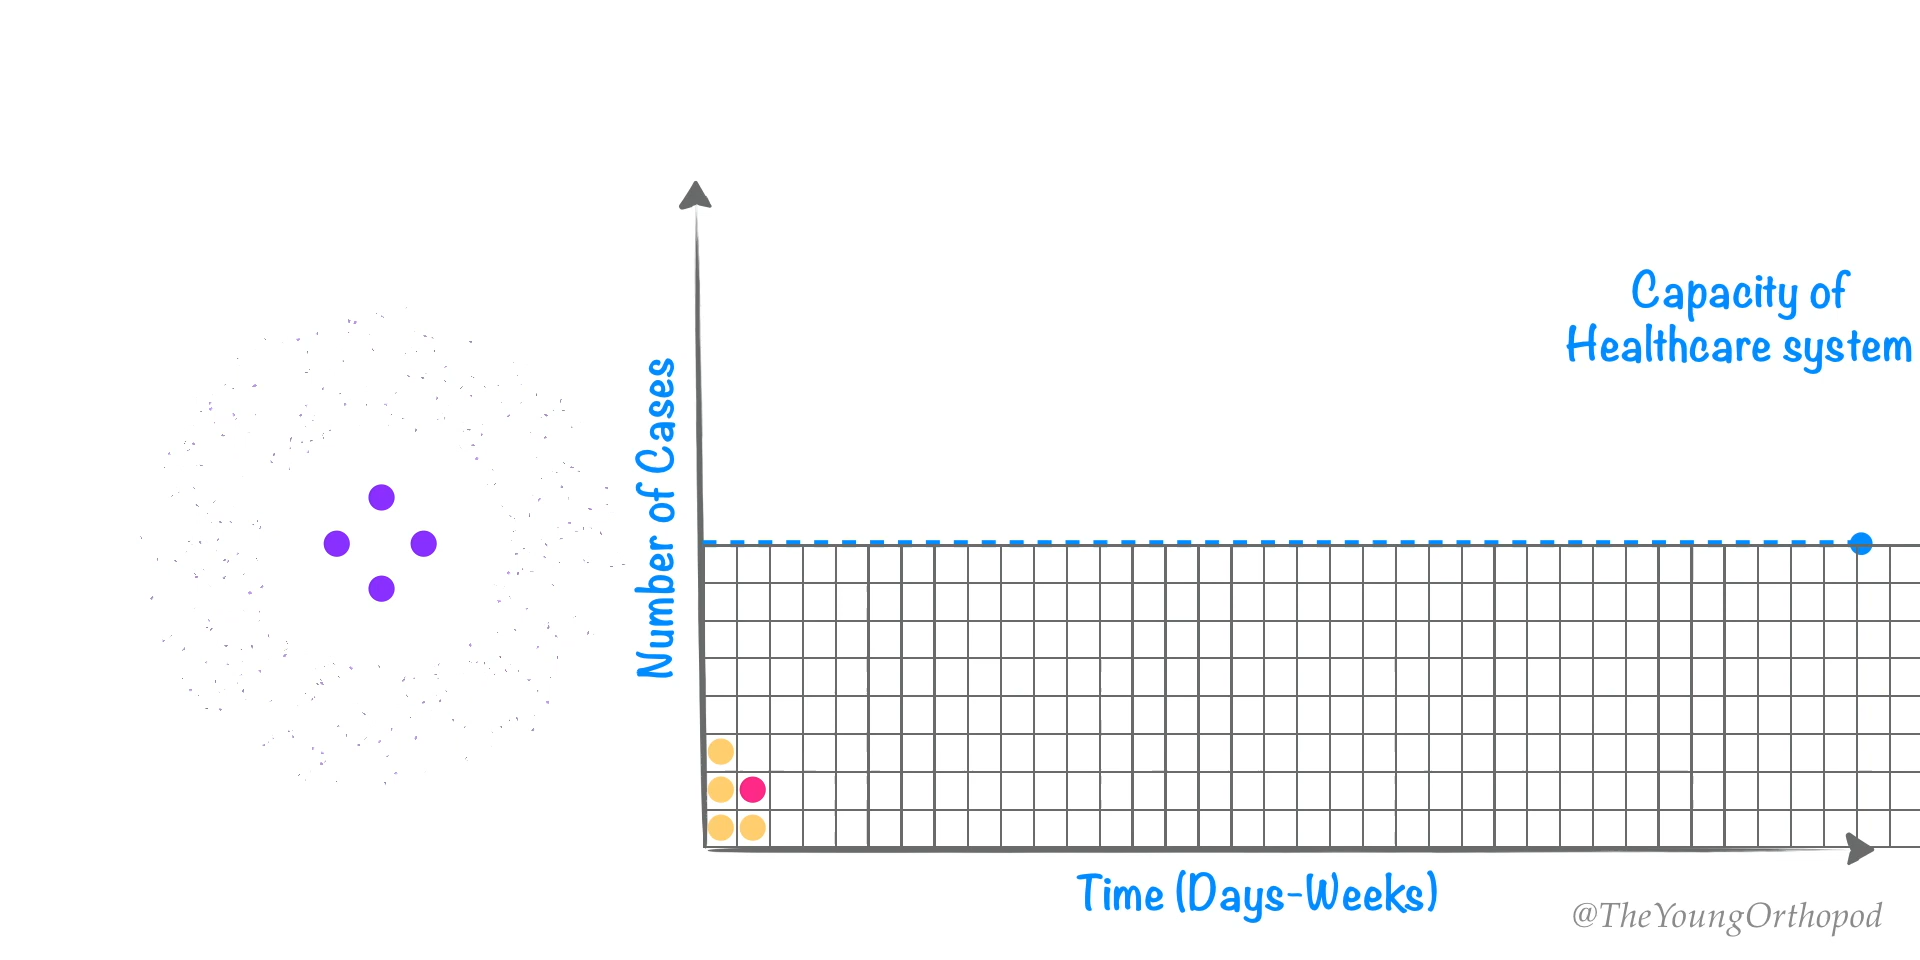 Capacity of
Healthcare system
Number of Cases
Time (Days-Weeks)
@TheYoungOrthopod